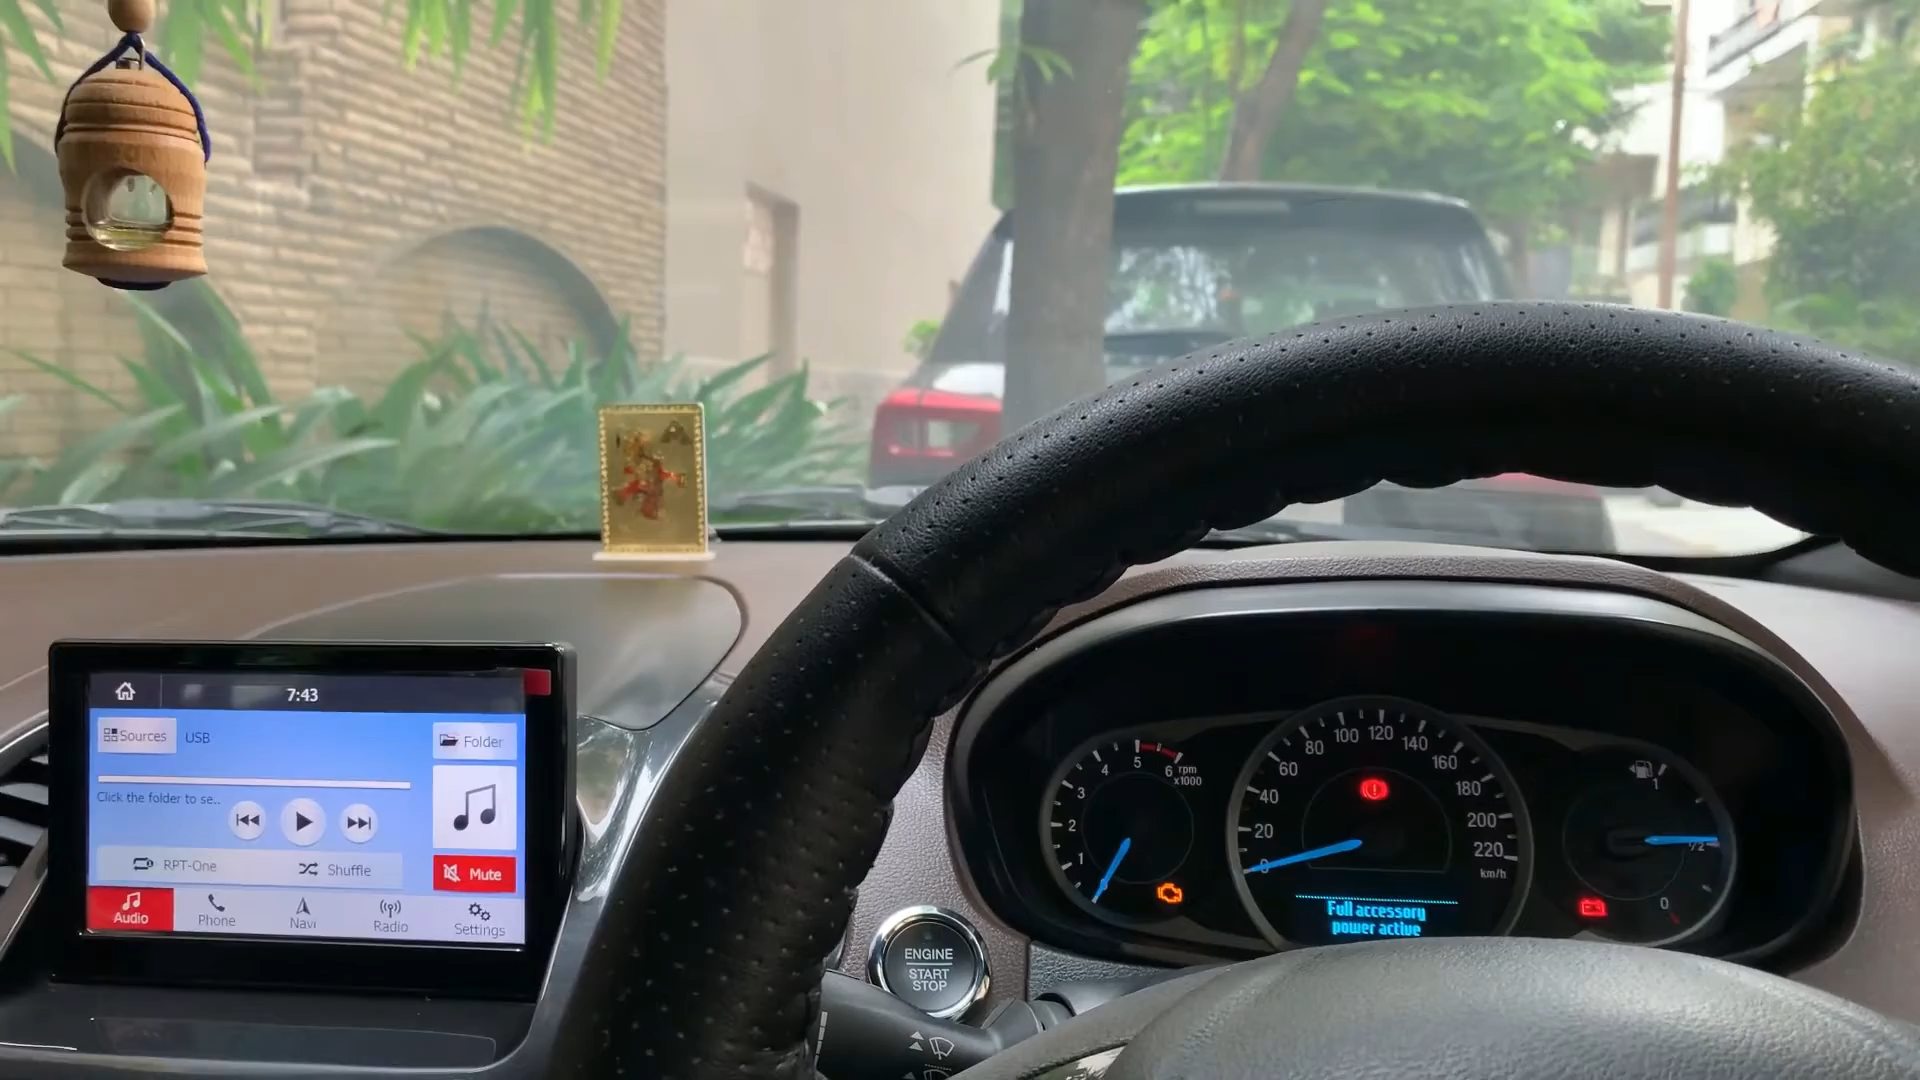 7:43
Sources
USB
Folder
Click the folder to se..
RPT-One
Shuffle
Mute
Audio
Phone
Navi
Radio
Settings
ENGINE
START
STOP
1
2
3
4
5
6
rpm
x1000
0
20
40
60
80
100
120
140
160
180
200
220
km/h
Full accessory
power active
1
1/2
0